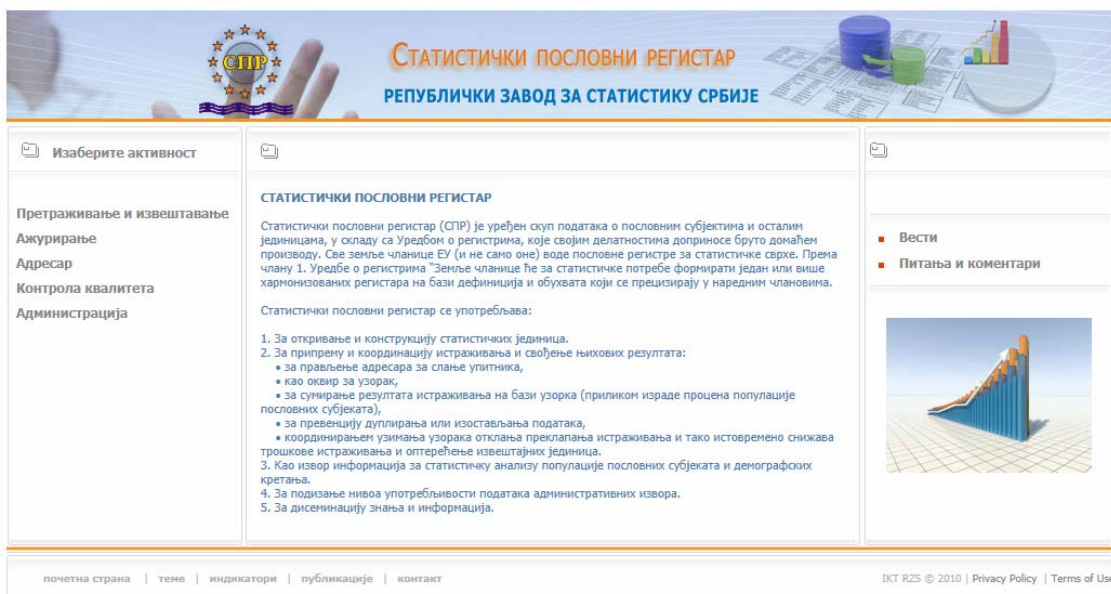 СПР
СТАТИСТИЧКИ ПОСЛОВНИ РЕГИСТАР
РЕПУБЛИЧКИ ЗАВОД ЗА СТАТИСТИКУ СРБИЈЕ
Изаберите активност
Претраживање и извештавање
Ажурирање
Адресар
Контрола квалитета
Администрација
СТАТИСТИЧКИ ПОСЛОВНИ РЕГИСТАР
Статистички пословни регистар (СПР) је уређен скуп података о пословним субјектима и осталим
јединицама, у складу са Уредбом о регистрима, које својим делатностима доприносе бруто домаћем
производу. Све земље чланице ЕУ (и не само оне) воде пословне регистре за статистичке сврхе. Према
члану 1. Уредбе о регистрима "Земље чланице ће за статистичке потребе формирати један или више
хармонизованих регистара на бази дефиниција и обухвата који се прецизирају у наредним члановима.
Статистички пословни регистар се употребљава:
1. За откривање и конструкцију статистичких јединица.
2. За припрему и координацију истраживања и свођење њихових резултата:
• за прављење адресара за слање упитника,
• као оквир за узорак,
• за сумирање резултата истраживања на бази узорка (приликом израде процена популације
пословних субјеката),
• за превенцију дуплирања или изостављања података,
• координирањем узимања узорака отклања преклапања истраживања и тако истовремено снижава
трошкове истраживања и оптерећење извештајних јединица.
3. Као извор информација за статистичку анализу популације пословних субјеката и демографских
кретања.
4. За подизање нивоа употребљивости података административних извора.
5. За дисеминацију знања и информација.
Вести
Питања и коментари
почетна страна | теме | индикатори | публикације | контакт
IKT RZS © 2010 | Privacy Policy | Terms of Use